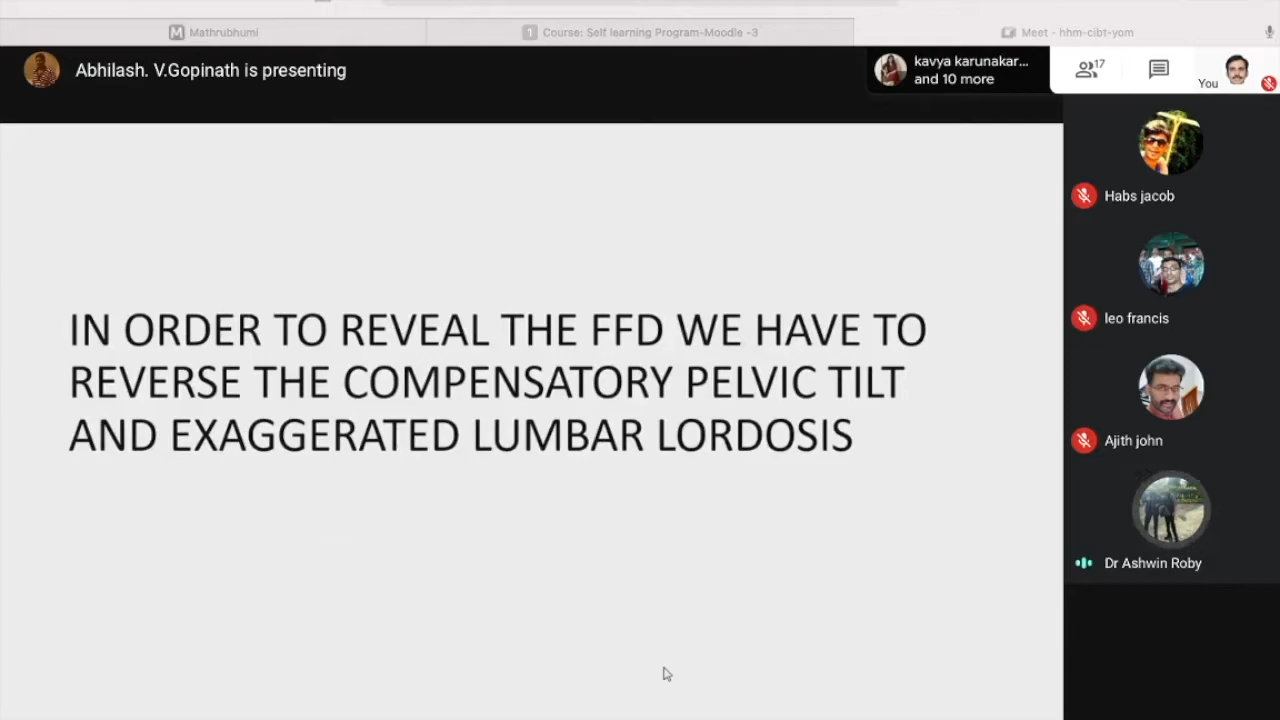 Mathrubhumi
1 Course: Self learning Program-Moodle -3
Meet - hhm-cibt-yom
Abhilash. V.Gopinath is presenting
kavya karunakar...
and 10 more
17
You
Habs jacob
leo francis
Ajith john
Dr Ashwin Roby
IN ORDER TO REVEAL THE FFD WE HAVE TO
REVERSE THE COMPENSATORY PELVIC TILT
AND EXAGGERATED LUMBAR LORDOSIS